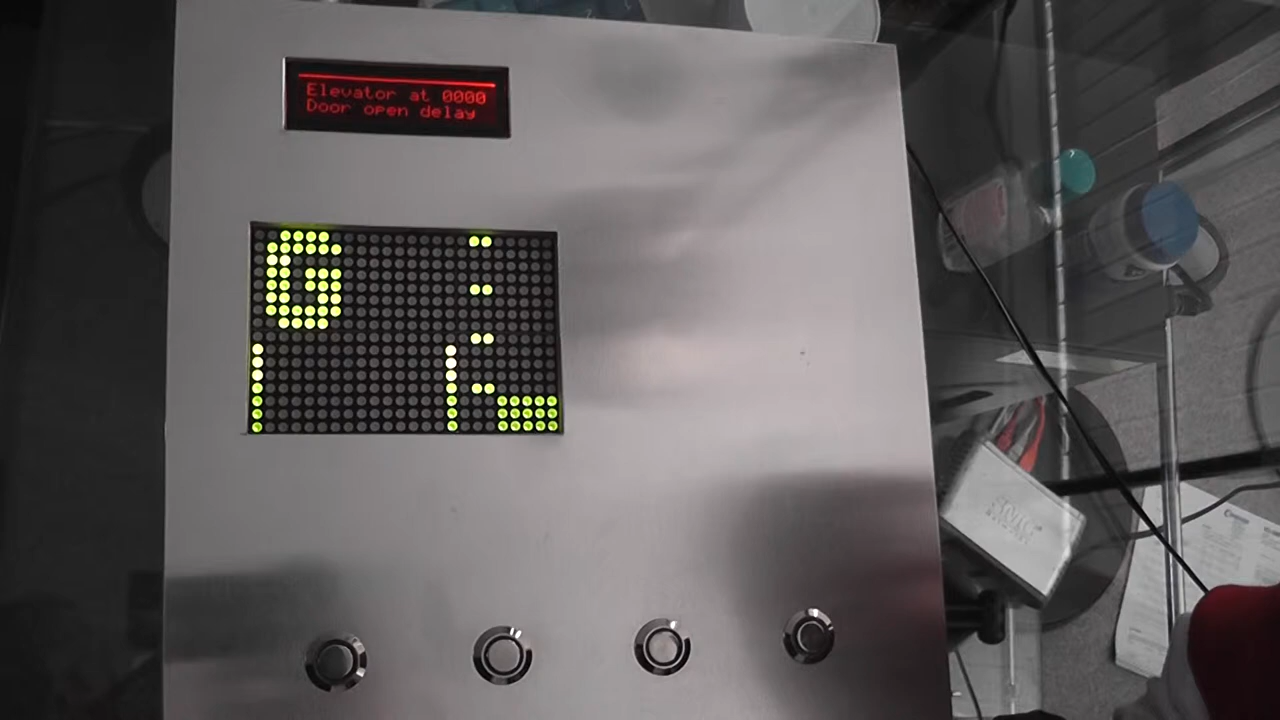 Elevator at 0000
Door open delay
G